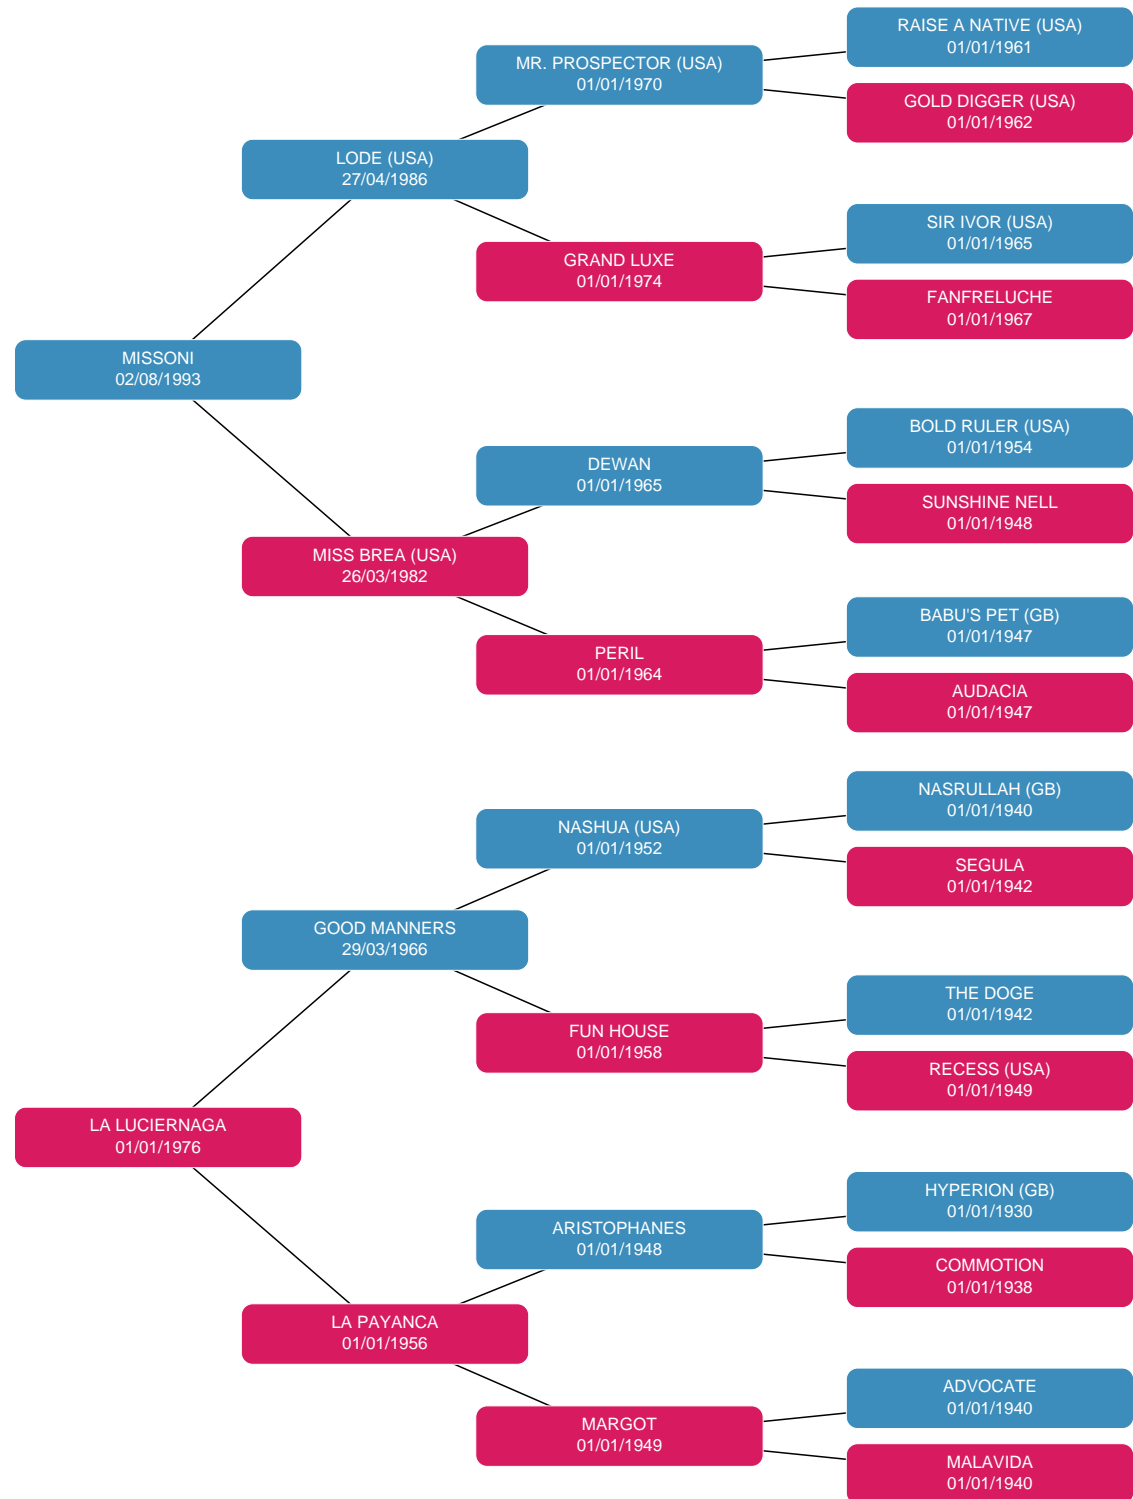 RAISE A NATIVE (USA)
01/01/1961
MR. PROSPECTOR (USA)
01/01/1970
GOLD DIGGER (USA)
01/01/1962
LODE (USA)
27/04/1986
SIR IVOR (USA)
01/01/1965
GRAND LUXE
01/01/1974
FANFRELUCHE
01/01/1967
MISSONI
02/08/1993
BOLD RULER (USA)
01/01/1954
DEWAN
01/01/1965
SUNSHINE NELL
01/01/1948
MISS BREA (USA)
26/03/1982
BABU'S PET (GB)
01/01/1947
PERIL
01/01/1964
AUDACIA
01/01/1947
NASRULLAH (GB)
01/01/1940
NASHUA (USA)
01/01/1952
SEGULA
01/01/1942
GOOD MANNERS
29/03/1966
THE DOGE
01/01/1942
FUN HOUSE
01/01/1958
RECESS (USA)
01/01/1949
LA LUCIERNAGA
01/01/1976
HYPERION (GB)
01/01/1930
ARISTOPHANES
01/01/1948
COMMOTION
01/01/1938
LA PAYANCA
01/01/1956
ADVOCATE
01/01/1940
MARGOT
01/01/1949
MALAVIDA
01/01/1940